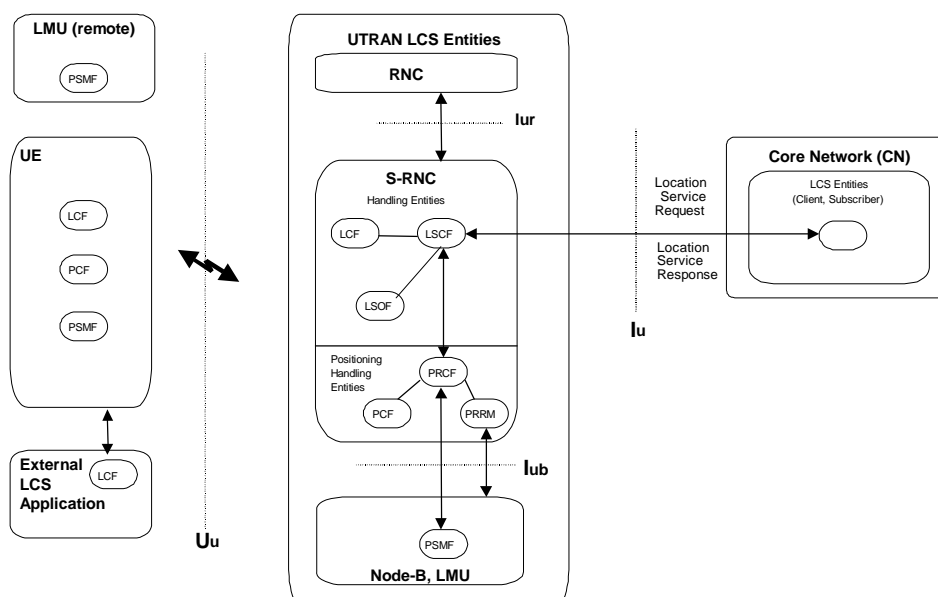 LMU (remote)
PSMF
UE
LCF
PCF
PSMF
External
LCS
Application
LCF
Uu
UTRAN LCS Entities
RNC
Iur
S-RNC
Handling Entities
LCF
LSCF
LSOF
Positioning
Handling
Entities
PRCF
PCF
PRRM
Iub
PSMF
Node-B, LMU
Location
Service
Request
Location
Service
Response
Iu
Core Network (CN)
LCS Entities
(Client, Subscriber)